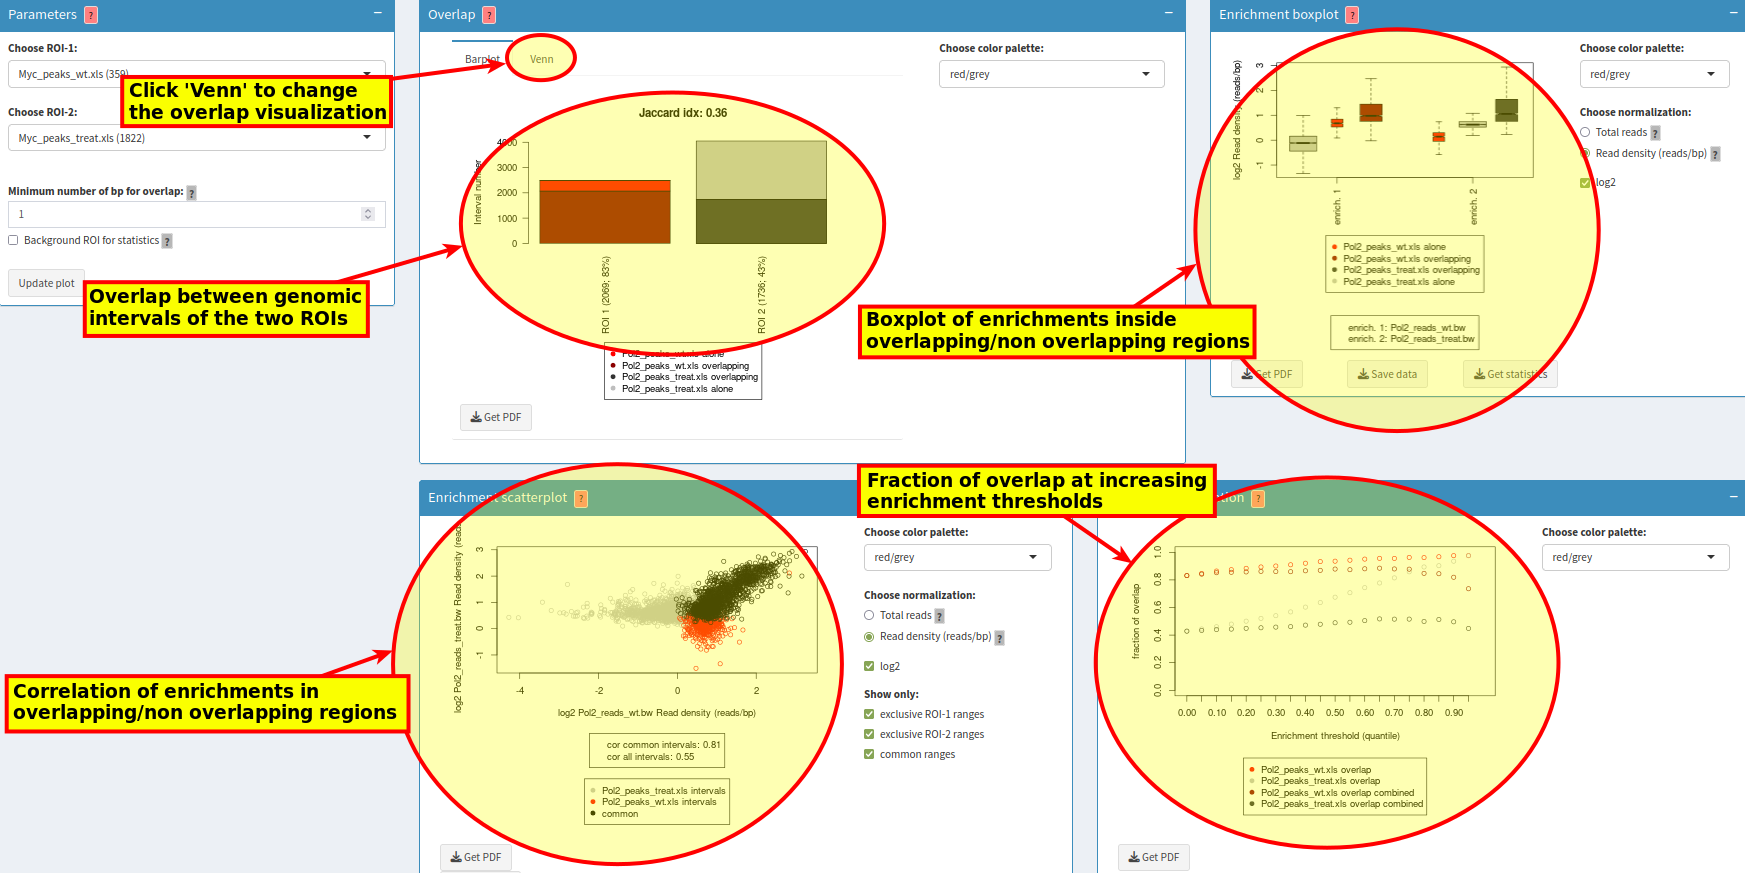 Parameters ?
Choose ROI-1:
Myc_peaks_wt.xls (359
Click 'Venn' to change
the overlap visualization
Choose ROI-2:
Myc_peaks_treat.xls (1822)
Minimum number of bp for overlap: ?
1
Background ROI for statistics ?
Update plot
Overlap between genomic
intervals of the two ROIs
Overlap ?
Barplot Venn
Choose color palette:
red/grey
Jaccard idx: 0.36
Interval number
4000
3000
2000
1000
0
ROI 1 (2069; 83%)
ROI 2 (1736; 43%)
Pol2_peaks_wt.xls alone
Pol2_peaks_wt.xls overlapping
Pol2_peaks_treat.xls overlapping
Pol2_peaks_treat.xls alone
Get PDF
Enrichment boxplot ?
Choose color palette:
red/grey
Choose normalization:
Total reads ?
Read density (reads/bp) ?
log2
log2 Read density (reads/bp)
3
2
1
0
-1
enrich. 1
enrich. 2
Pol2_peaks_wt.xls alone
Pol2_peaks_wt.xls overlapping
Pol2_peaks_treat.xls overlapping
Pol2_peaks_treat.xls alone
enrich. 1: Pol2_reads_wt.bw
enrich. 2: Pol2_reads_treat.bw
Get PDF Save data Get statistics
Boxplot of enrichments inside
overlapping/non overlapping regions
Enrichment scatterplot ?
log2 Pol2_reads_treat.bw Read density (read
3
2
1
0
-1
-4 -2 0 2
log2 Pol2_reads_wt.bw Read density (reads/bp)
cor common intervals: 0.81
cor all intervals: 0.55
Pol2_peaks_treat.xls intervals
Pol2_peaks_wt.xls intervals
common
Get PDF
Correlation of enrichments in
overlapping/non overlapping regions
Choose color palette:
red/grey
Choose normalization:
Total reads ?
Read density (reads/bp) ?
log2
Show only:
exclusive ROI-1 ranges
exclusive ROI-2 ranges
common ranges
Fraction of overlap at increasing
enrichment thresholds
tion ?
Choose color palette:
red/grey
fraction of overlap
1.0
0.8
0.6
0.4
0.2
0.0
0.00 0.10 0.20 0.30 0.40 0.50 0.60 0.70 0.80 0.90
Enrichment threshold (quantile)
Pol2_peaks_wt.xls overlap
Pol2_peaks_treat.xls overlap
Pol2_peaks_wt.xls overlap combined
Pol2_peaks_treat.xls overlap combined
Get PDF